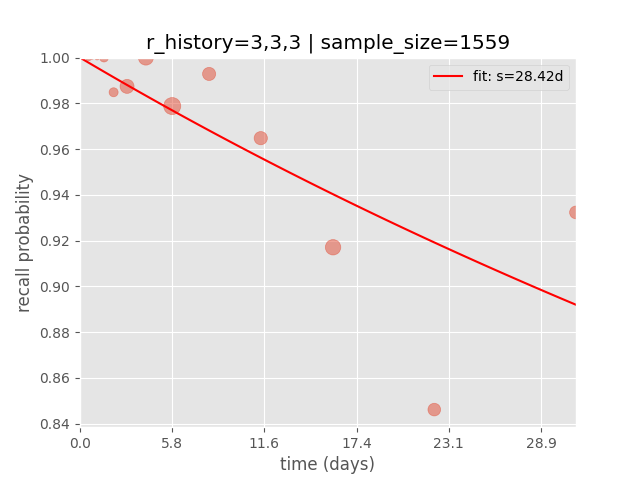 r_history=3,3,3 | sample_size=1559
fit: s=28.42d
1.00
0.98
0.96
0.94
0.92
0.90
0.88
0.86
0.84
recall probability
0.0 5.8 11.6 17.4 23.1 28.9
time (days)